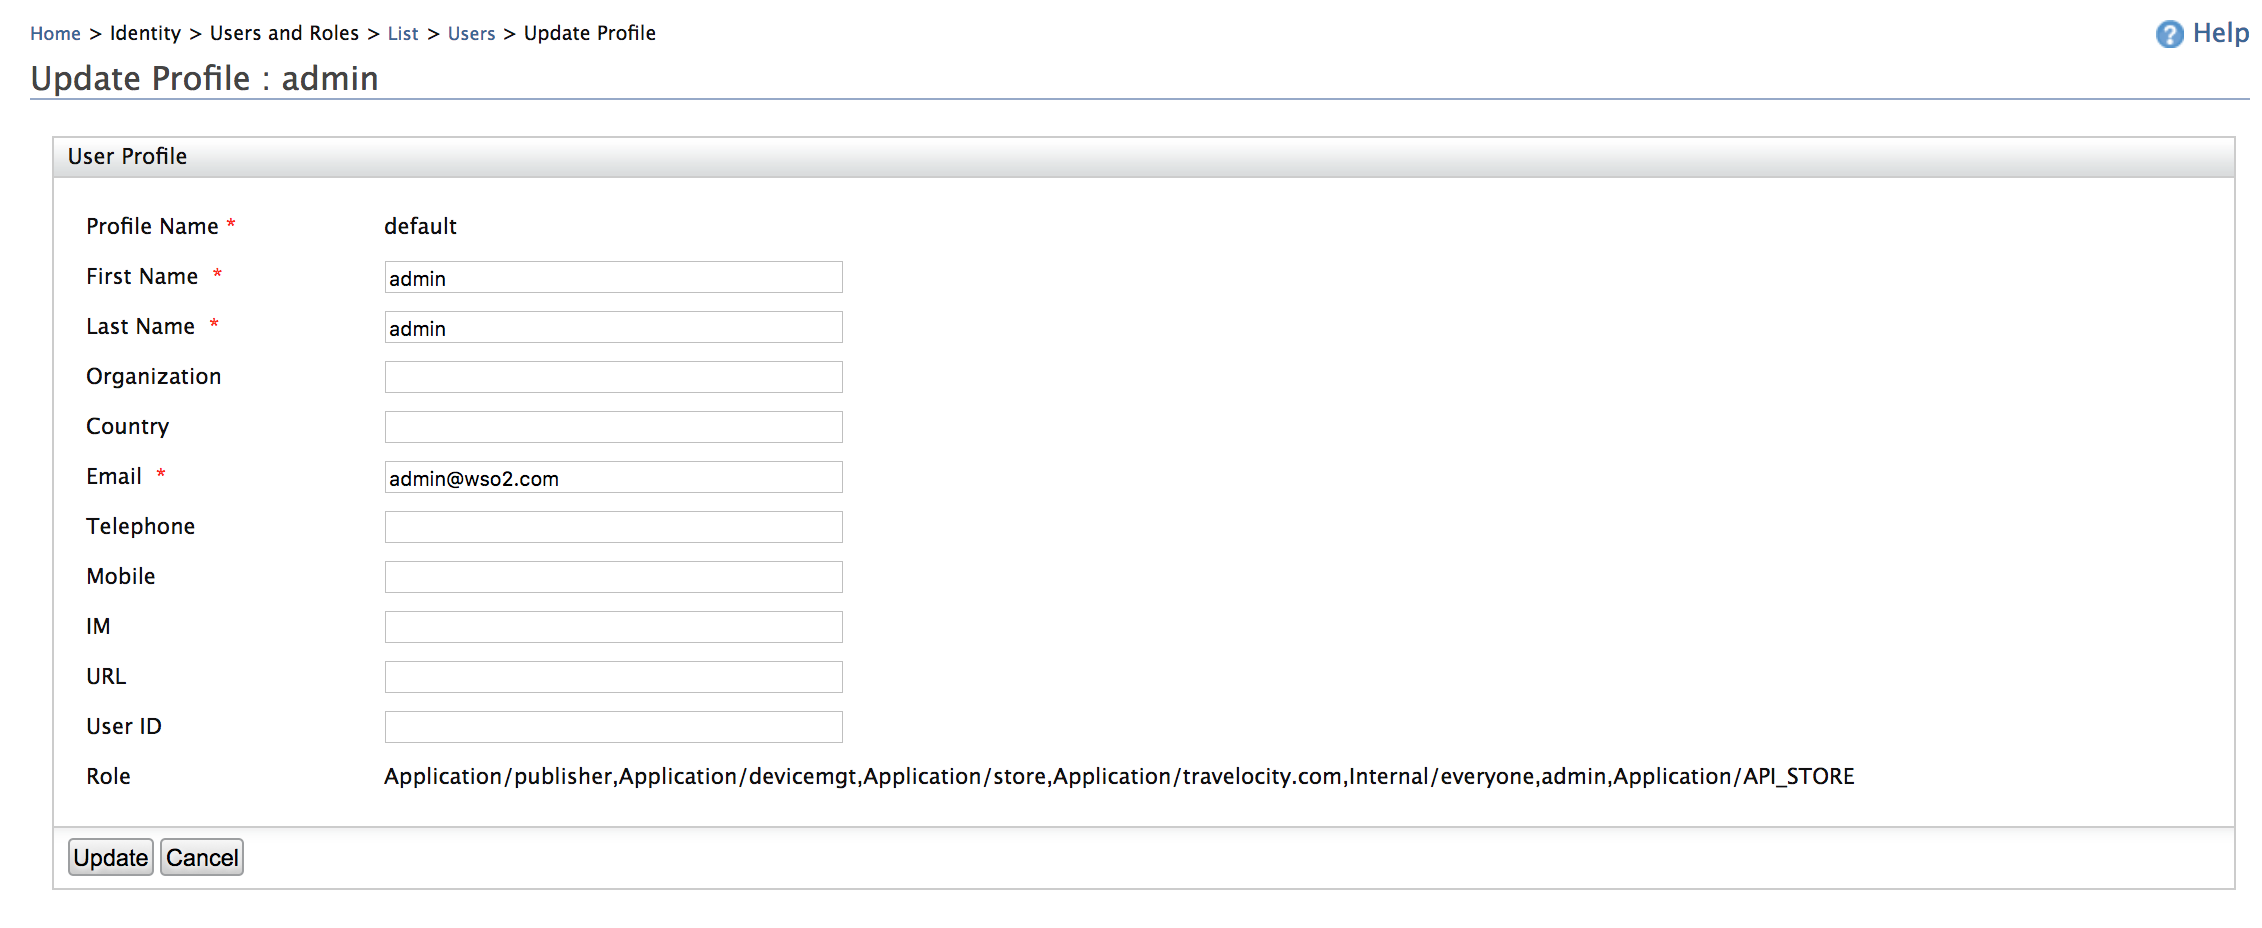 Home > Identity > Users and Roles > List > Users > Update Profile
? Help
Update Profile : admin
User Profile
Profile Name * default
First Name * admin
Last Name * admin
Organization
Country
Email * admin@wso2.com
Telephone
Mobile
IM
URL
User ID
Role Application/publisher,Application/devicemgt,Application/store,Application/travelocity.com,Internal/everyone,admin,Application/API_STORE
Update Cancel